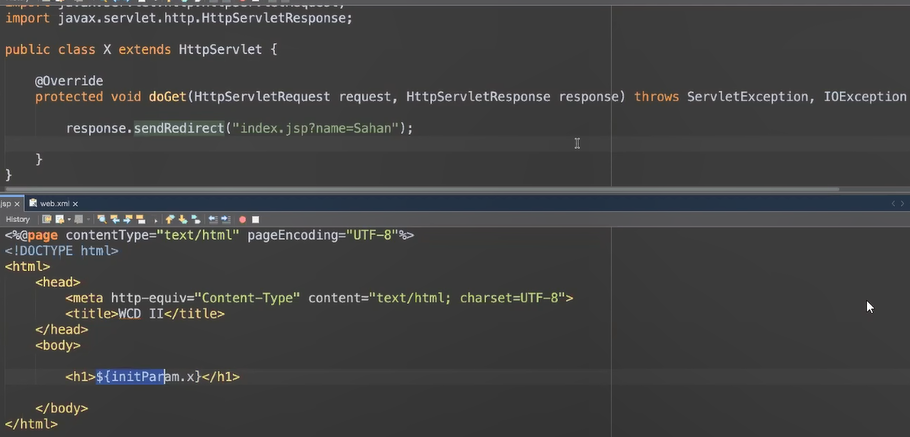 import javax.servlet.http.HttpServletResponse;
public class X extends HttpServlet {
@Override
protected void doGet(HttpServletRequest request, HttpServletResponse response) throws ServletException, IOException
response.sendRedirect("index.jsp?name=Sahan");
}
}
jsp web.xml
History
<%@page contentType="text/html" pageEncoding="UTF-8"%>
<!DOCTYPE html>
<html>
<head>
<meta http-equiv="Content-Type" content="text/html; charset=UTF-8">
<title>WCD II</title>
</head>
<body>
<h1>${initParam.x}</h1>
</body>
</html>